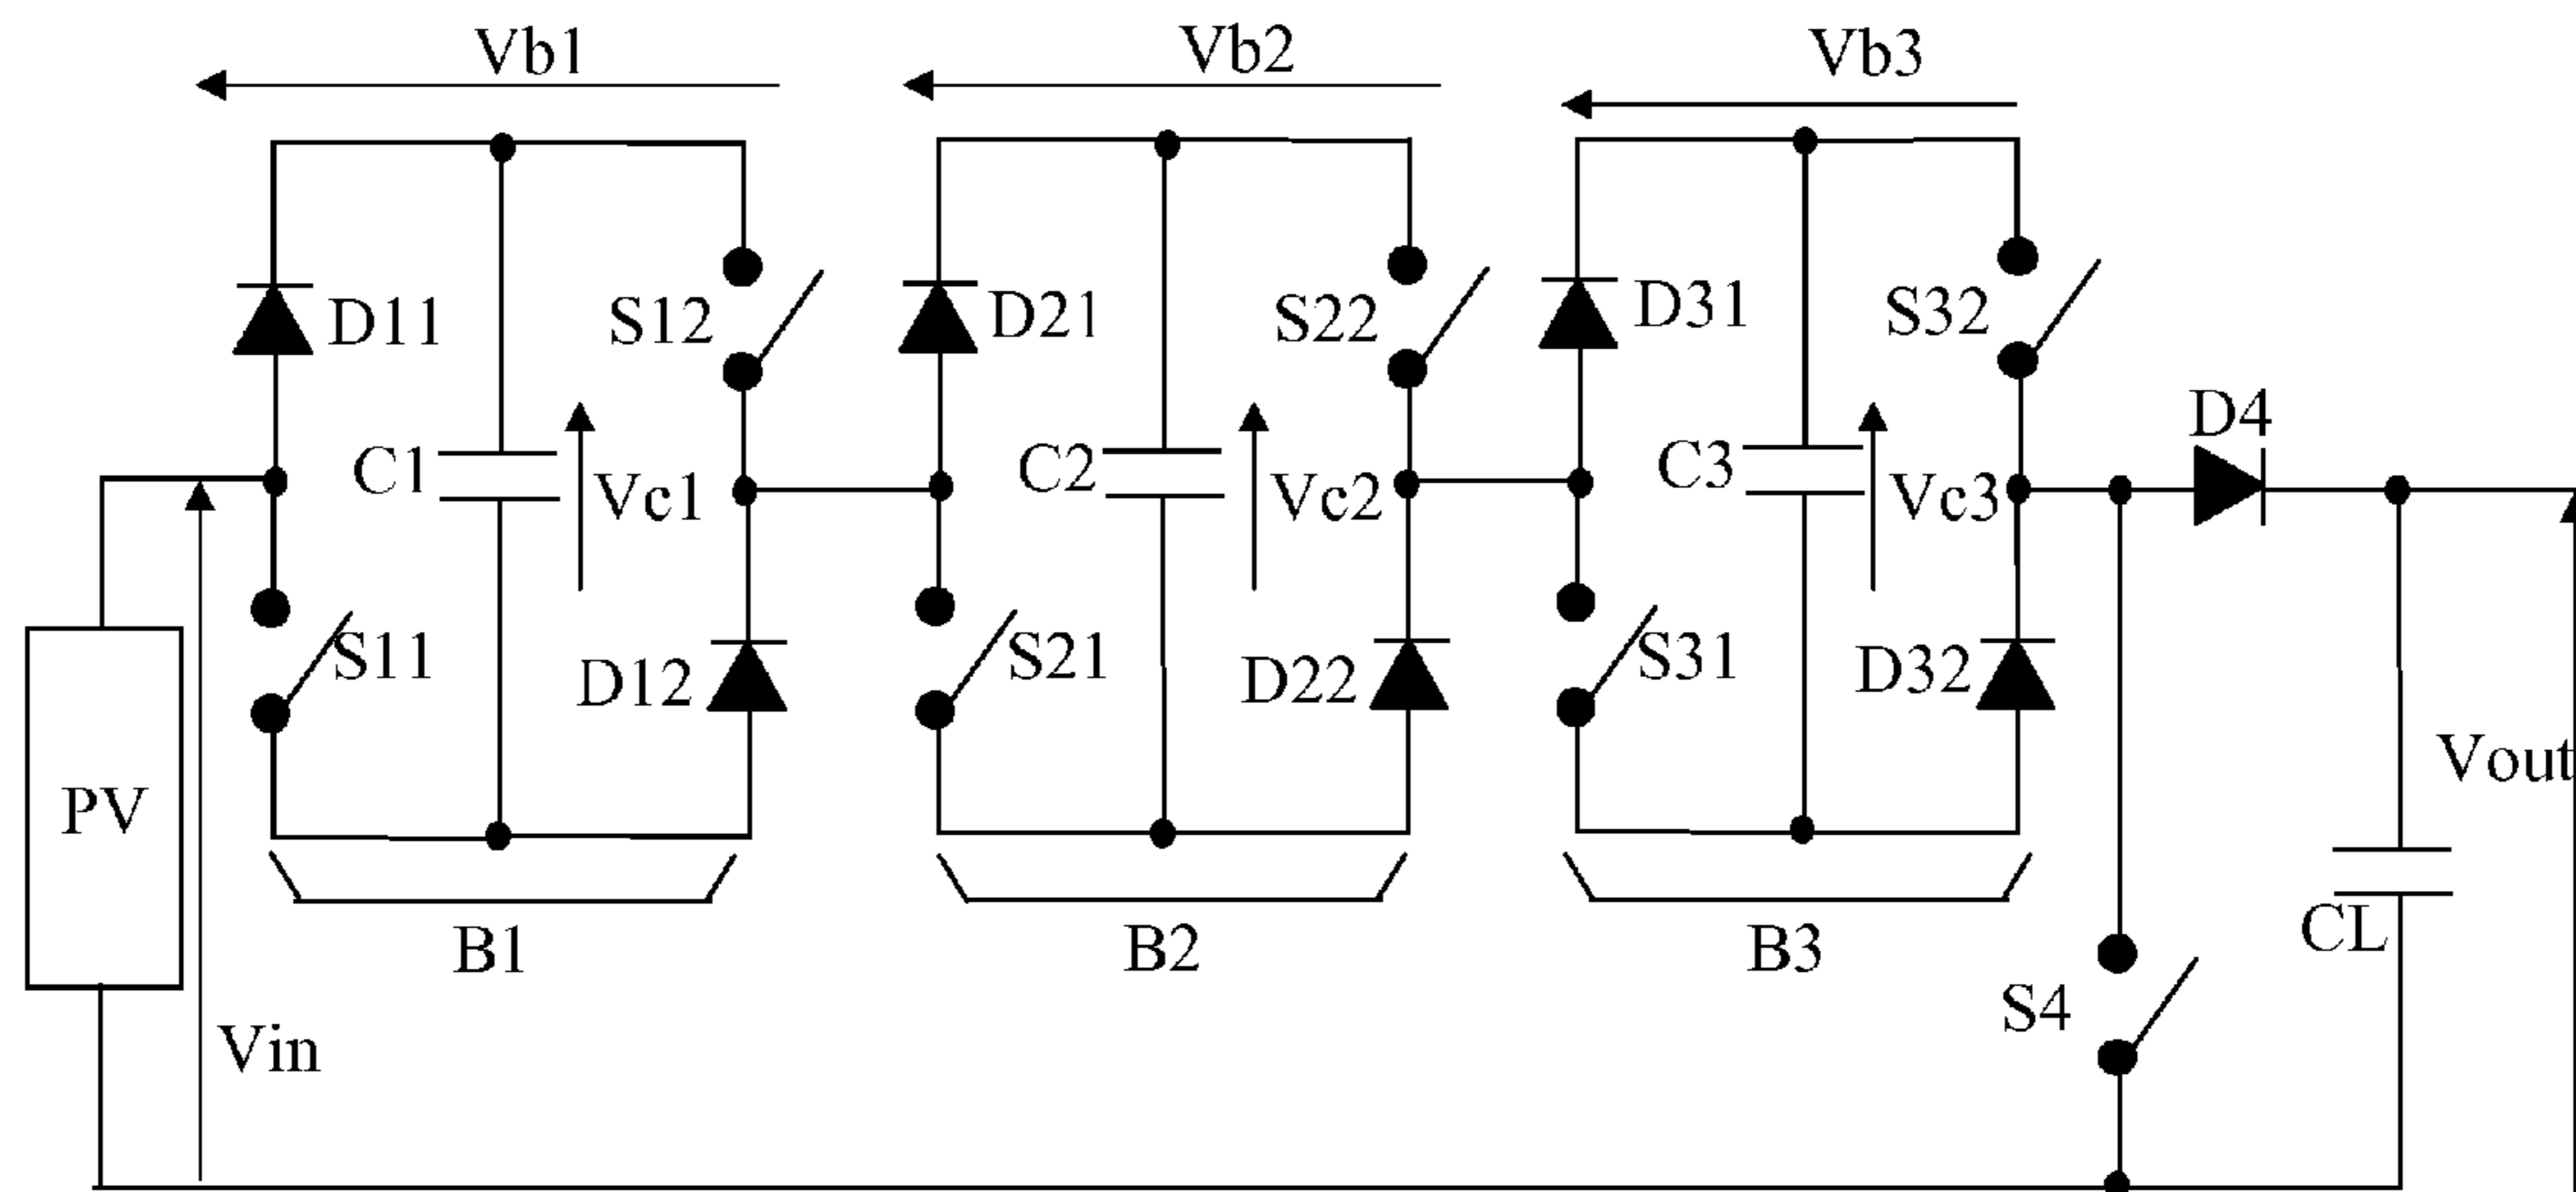 Vb1
Vb2
Vb3
D11
S12
D21
S22
D31
S32
D4
C1
Vc1
C2
Vc2
C3
Vc3
S11
D12
S21
D22
S31
D32
PV
Vout
B1
B2
B3
CL
S4
Vin